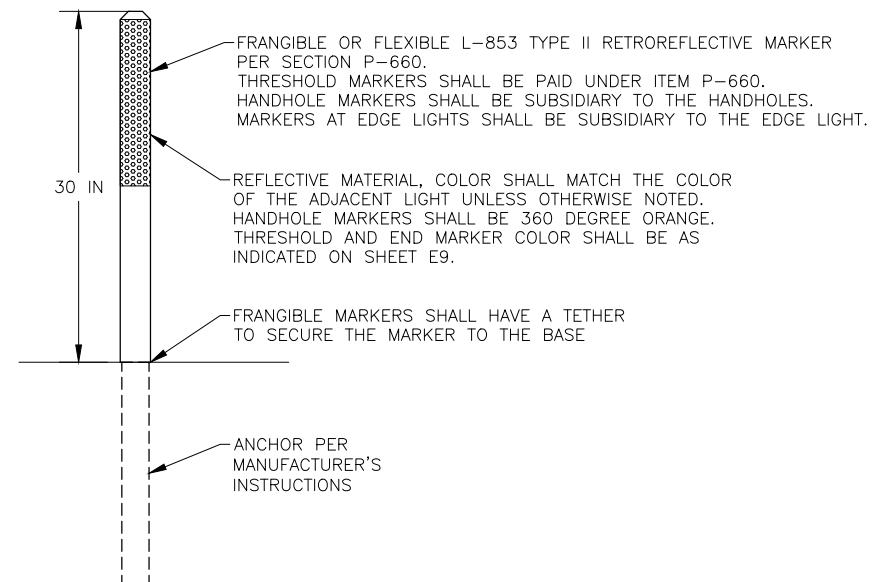 FRANGIBLE OR FLEXIBLE L-853 TYPE II RETROREFLECTIVE MARKER
PER SECTION P-660.
THRESHOLD MARKERS SHALL BE PAID UNDER ITEM P-660.
HANDHOLE MARKERS SHALL BE SUBSIDIARY TO THE HANDHOLES.
MARKERS AT EDGE LIGHTS SHALL BE SUBSIDIARY TO THE EDGE LIGHT.
30 IN
REFLECTIVE MATERIAL, COLOR SHALL MATCH THE COLOR
OF THE ADJACENT LIGHT UNLESS OTHERWISE NOTED.
HANDHOLE MARKERS SHALL BE 360 DEGREE ORANGE.
THRESHOLD AND END MARKER COLOR SHALL BE AS
INDICATED ON SHEET E9.
FRANGIBLE MARKERS SHALL HAVE A TETHER
TO SECURE THE MARKER TO THE BASE
ANCHOR PER
MANUFACTURER'S
INSTRUCTIONS